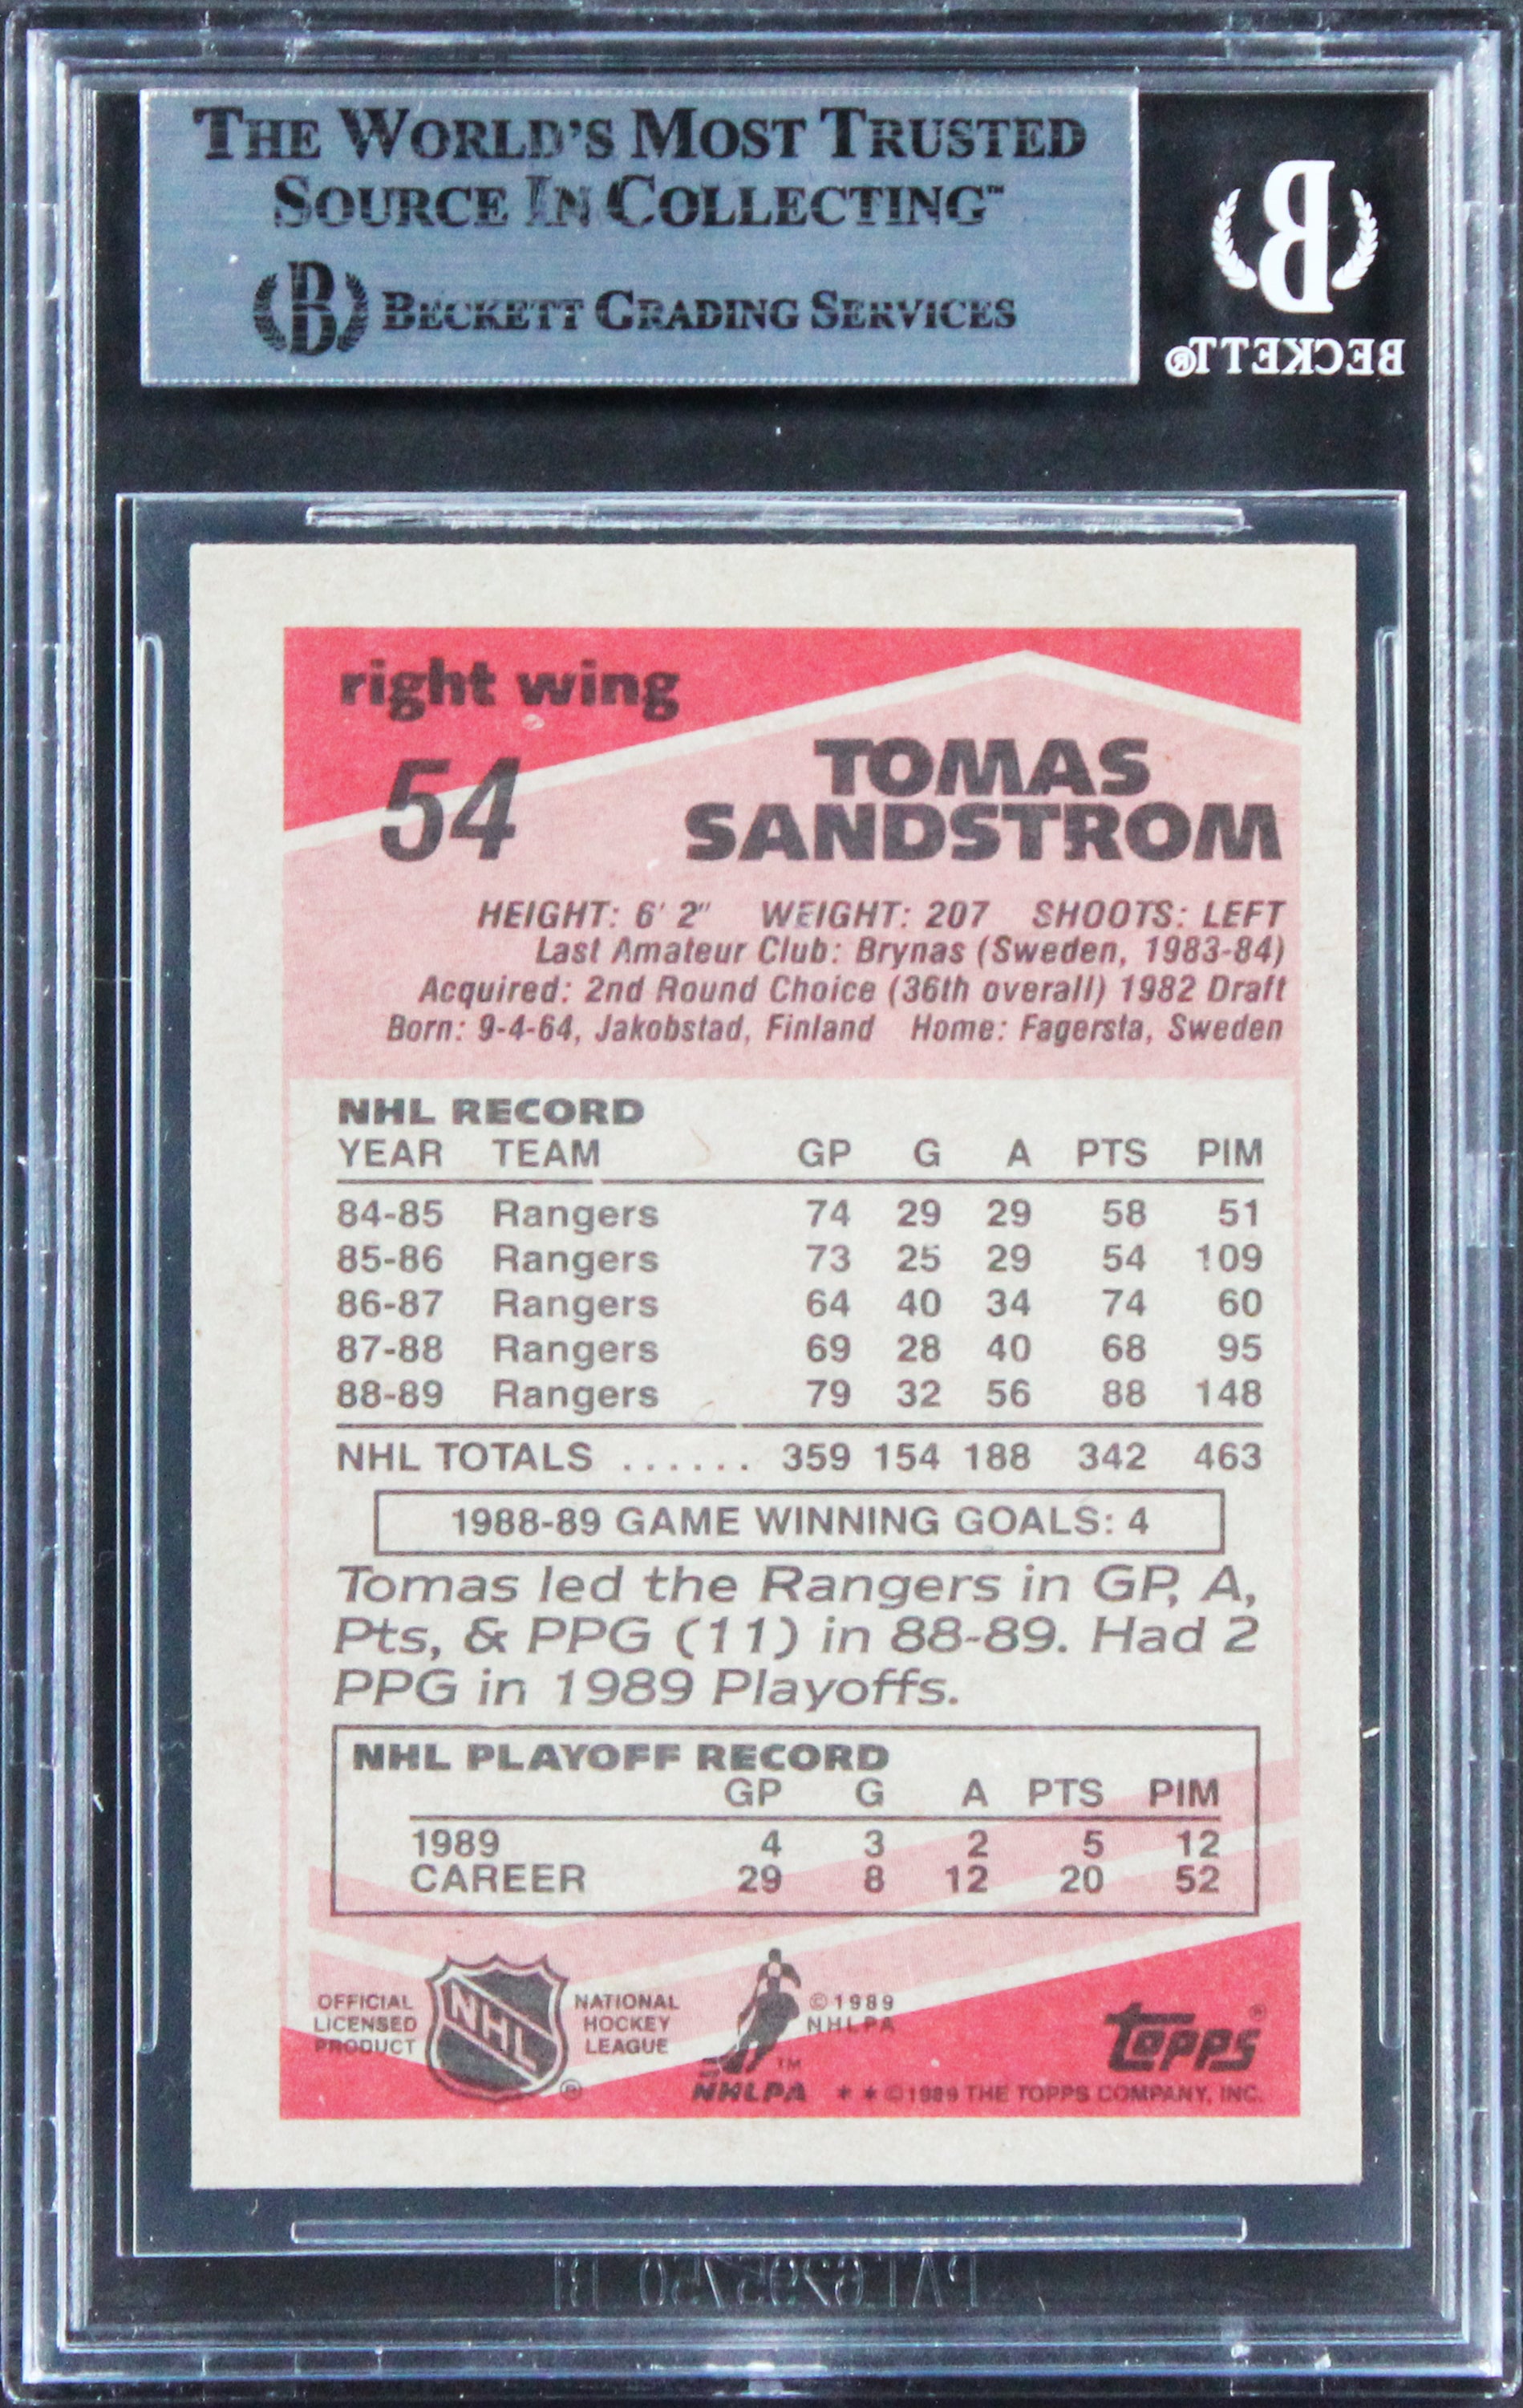 THE WORLD'S MOST TRUSTED
SOURCE IN COLLECTING™
B BECKETT GRADING SERVICES
B
BECKETT®
right wing
54
TOMAS
SANDSTROM
HEIGHT: 6' 2" WEIGHT: 207 SHOOTS: LEFT
Last Amateur Club: Brynas (Sweden, 1983-84)
Acquired: 2nd Round Choice (36th overall) 1982 Draft
Born: 9-4-64, Jakobstad, Finland Home: Fagersta, Sweden
NHL RECORD
YEAR TEAM GP G A PTS PIM
84-85 Rangers 74 29 29 58 51
85-86 Rangers 73 25 29 54 109
86-87 Rangers 64 40 34 74 60
87-88 Rangers 69 28 40 68 95
88-89 Rangers 79 32 56 88 148
NHL TOTALS ...... 359 154 188 342 463
1988-89 GAME WINNING GOALS: 4
Tomas led the Rangers in GP, A,
Pts, & PPG (11) in 88-89. Had 2
PPG in 1989 Playoffs.
NHL PLAYOFF RECORD
GP G A PTS PIM
1989 4 3 2 5 12
CAREER 29 8 12 20 52
OFFICIAL
LICENSED
PRODUCT
NHL
®
NATIONAL
HOCKEY
LEAGUE
©1989
NHLPA
TM
NHLPA
topps®
* * ©1989 THE TOPPS COMPANY, INC.